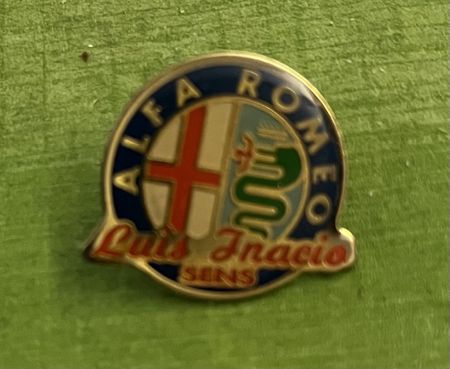 ALFA ROMEO
Luis Inacio
SENS